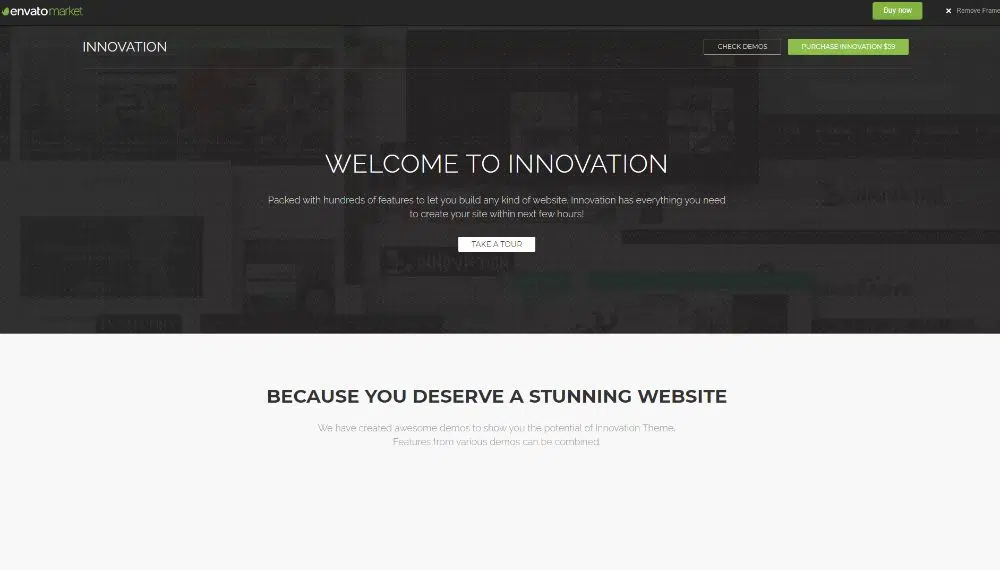 envatomarket
Buy now
✕ Remove Frame
INNOVATION
CHECK DEMOS
PURCHASE INNOVATION $59
WELCOME TO INNOVATION
Packed with hundreds of features to let you build any kind of website. Innovation has everything you need
to create your site within next few hours!
TAKE A TOUR
BECAUSE YOU DESERVE A STUNNING WEBSITE
We have created awesome demos to show you the potential of Innovation Theme.
Features from various demos can be combined.